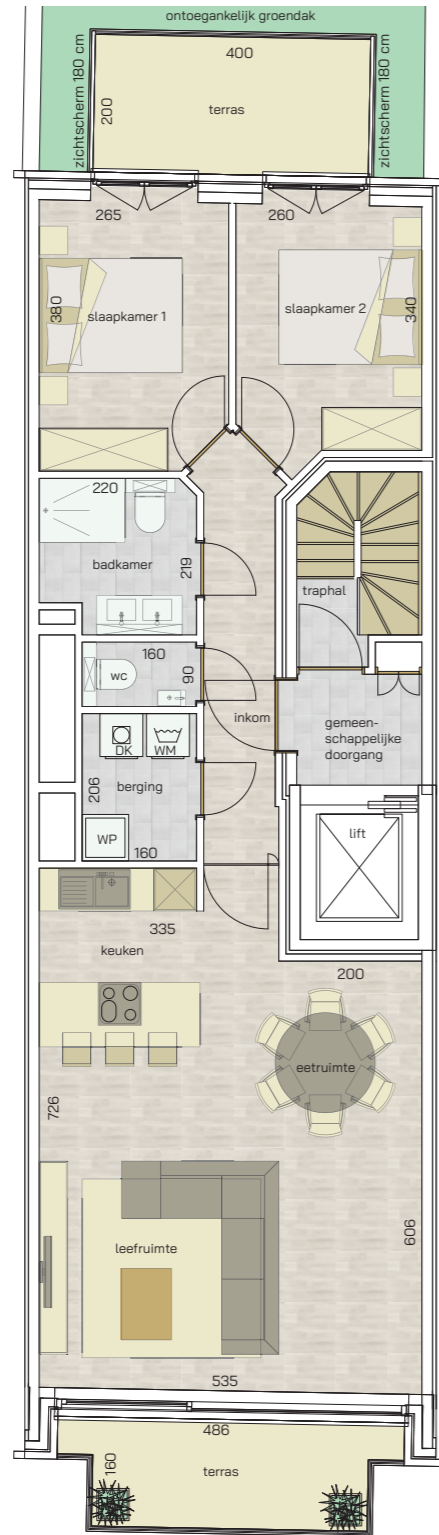 ontoegankelijk groendak
zichtscherm 180 cm
400
200
terras
zichtscherm 180 cm
265
260
380
slaapkamer 1
slaapkamer 2
340
220
badkamer
219
traphal
160
wc
90
inkom
gemeen-
schappelijke
doorgang
DK
WM
206
berging
WP
160
lift
335
keuken
200
eetruimte
726
606
leefruimte
535
486
160
terras